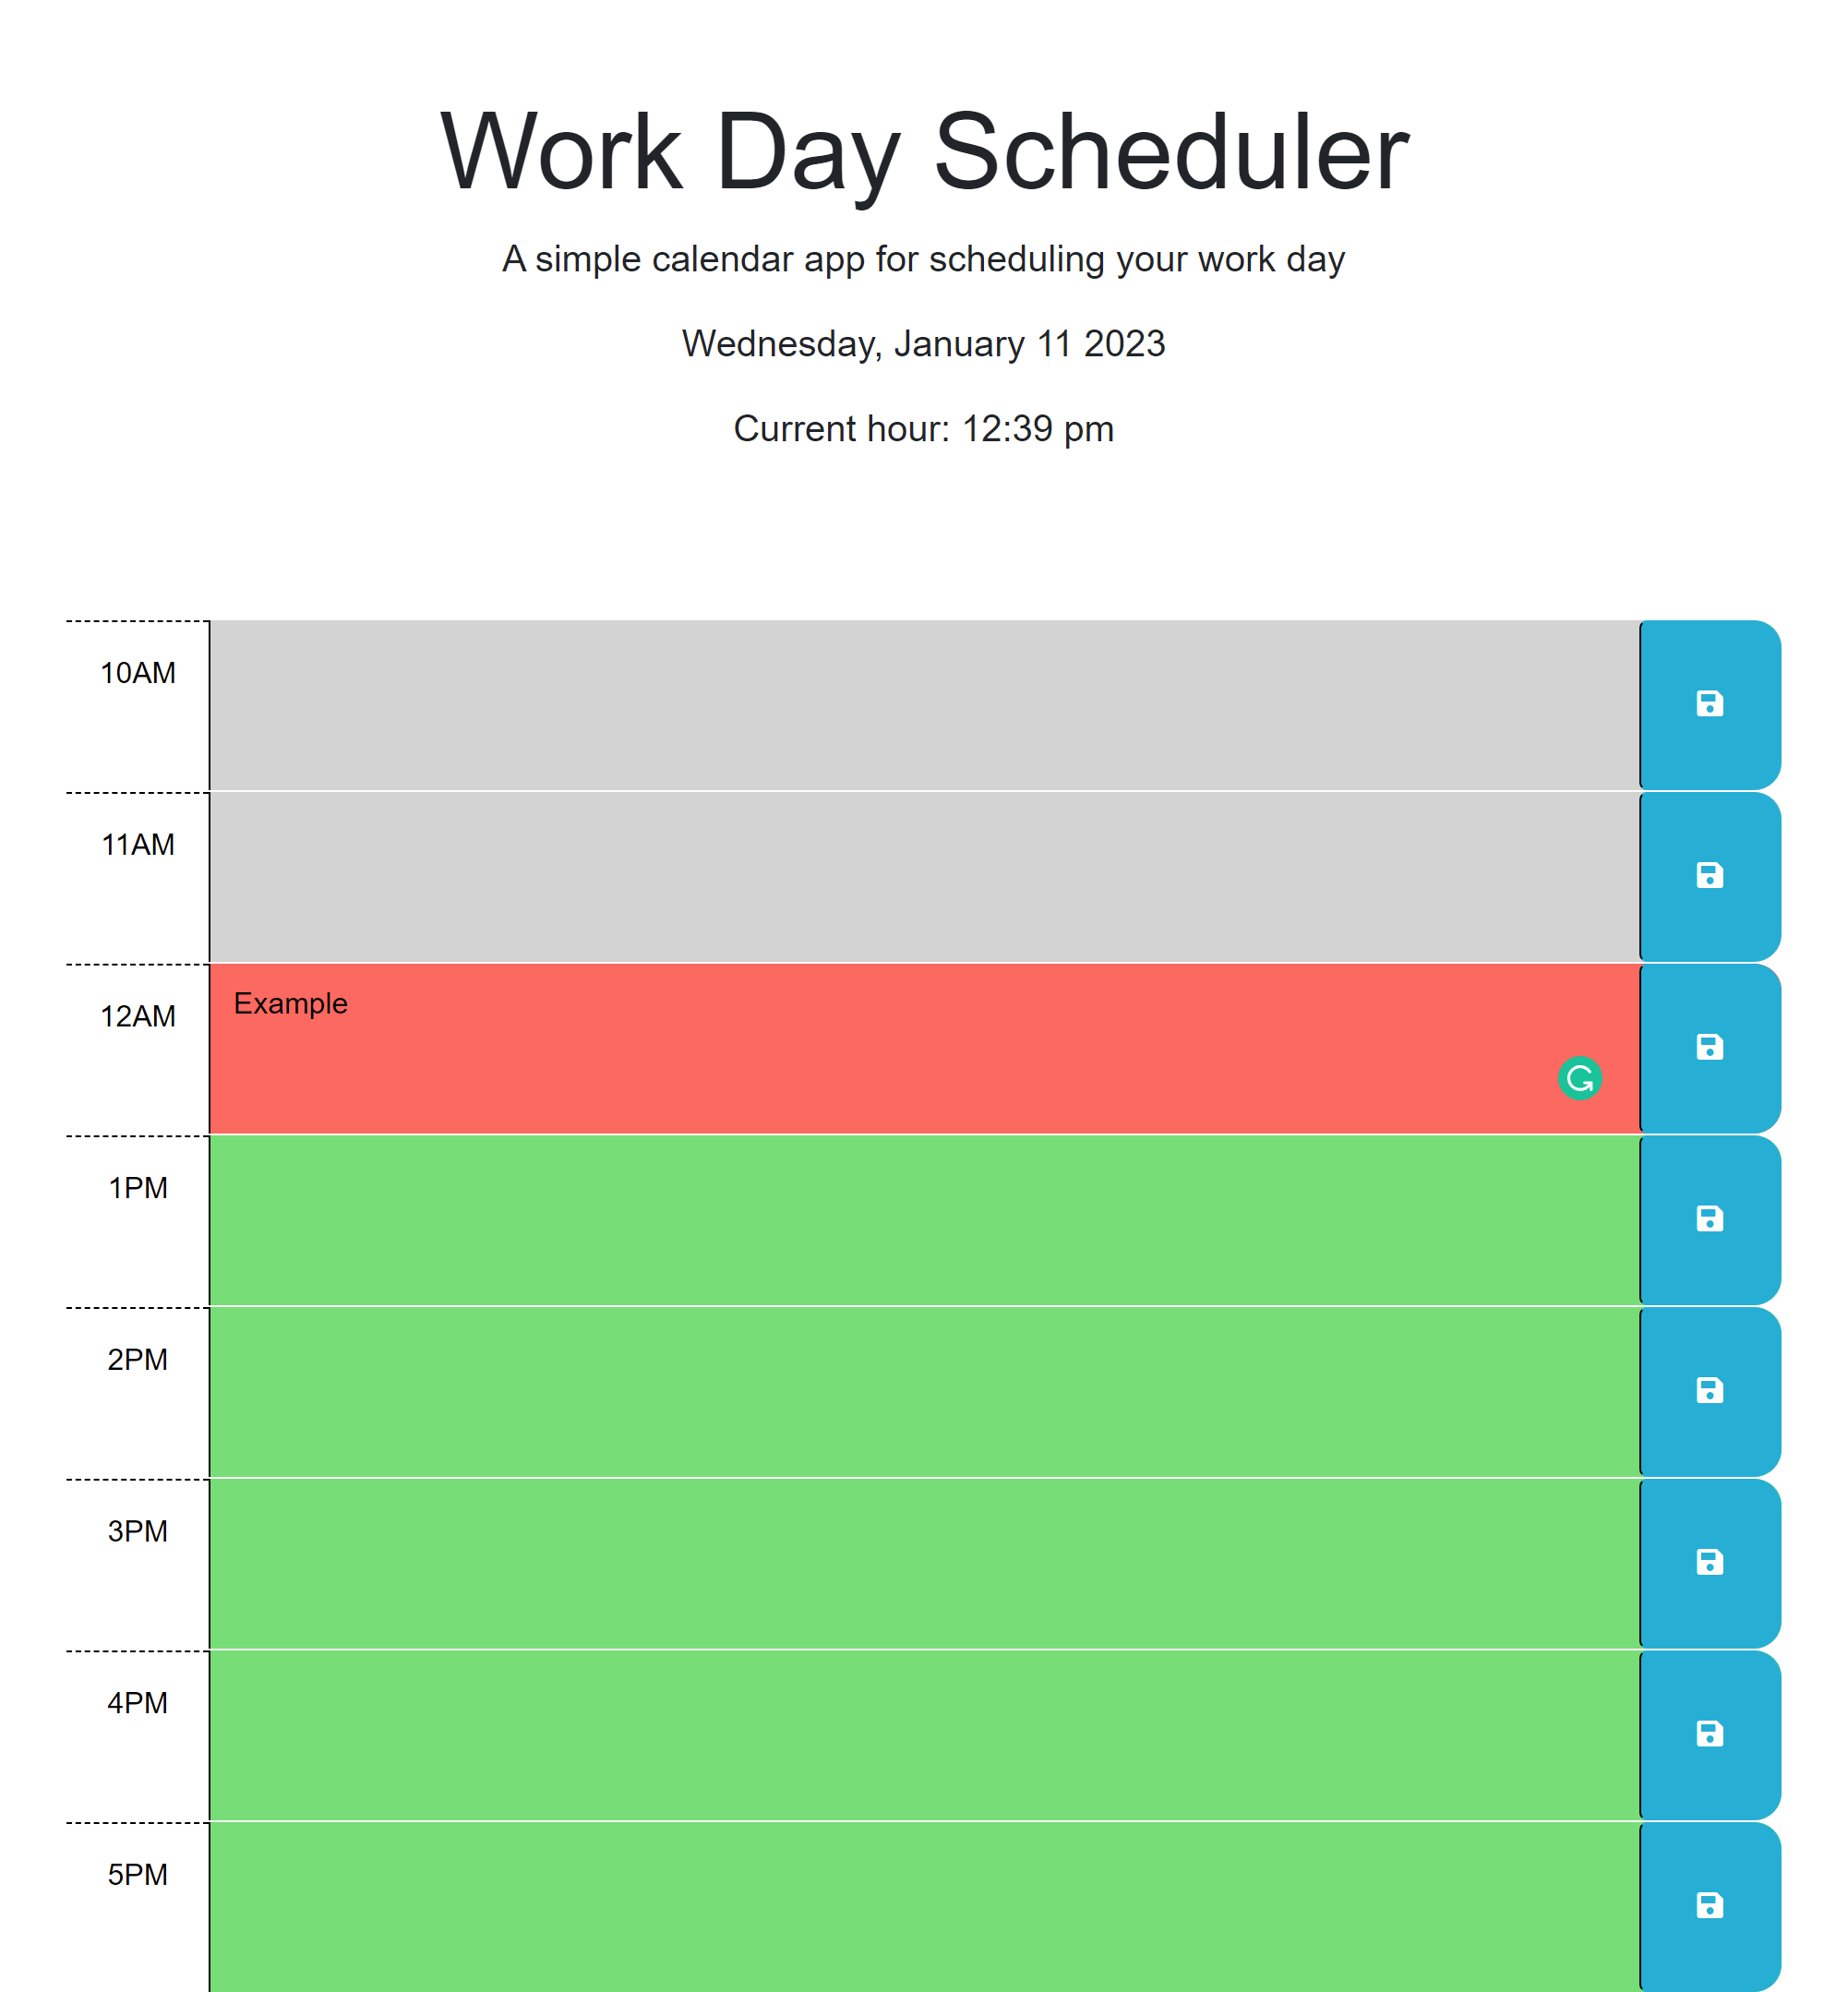 Work Day Scheduler
A simple calendar app for scheduling your work day
Wednesday, January 11 2023
Current hour: 12:39 pm
10AM
11AM
12AM
Example
1PM
2PM
3PM
4PM
5PM